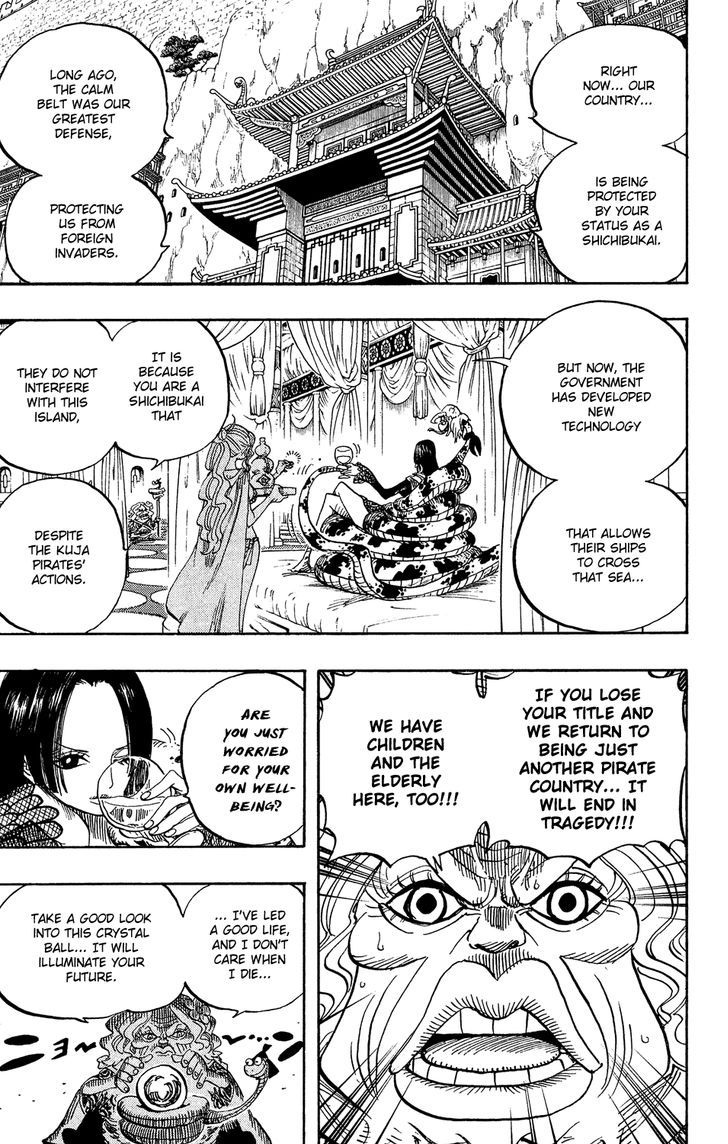 RIGHT
NOW... OUR
COUNTRY...
IS BEING
PROTECTED
BY YOUR
STATUS AS A
SHICHIBUKAI.
LONG AGO,
THE CALM
BELT WAS OUR
GREATEST
DEFENSE,
PROTECTING
US FROM
FOREIGN
INVADERS.
BUT NOW, THE
GOVERNMENT
HAS DEVELOPED
NEW
TECHNOLOGY
THAT ALLOWS
THEIR SHIPS
TO CROSS
THAT SEA...
IT IS
BECAUSE
YOU ARE A
SHICHIBUKAI
THAT
THEY DO NOT
INTERFERE
WITH THIS
ISLAND,
DESPITE
THE KUJA
PIRATES'
ACTIONS.
IF YOU LOSE
YOUR TITLE AND
WE RETURN TO
BEING JUST
ANOTHER PIRATE
COUNTRY... IT
WILL END IN
TRAGEDY!!!
WE HAVE
CHILDREN
AND THE
ELDERLY
HERE, TOO!!!
ARE
YOU JUST
WORRIED
FOR YOUR
OWN WELL-
BEING?
... I'VE LED
A GOOD LIFE,
AND I DON'T
CARE WHEN
I DIE...
TAKE A GOOD LOOK
INTO THIS CRYSTAL
BALL... IT WILL
ILLUMINATE YOUR
FUTURE.
ニョ〜